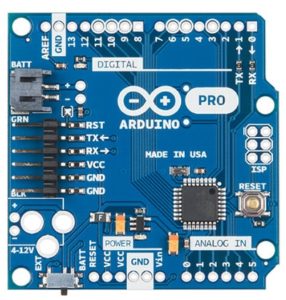 AREF
GND
13
12
11
10
9
8
7
6
5
4
3
2
1
0
DIGITAL
TX→
RX←
BATT
+
-
PRO
ARDUINO
GRN
RST
TX←
RX→
VCC
GND
GND
BLK
MADE IN USA
ISP
RESET
4-12V
EXT
BATT
POWER
ANALOG IN
RESET
VCC
VCC
GND
Vin
0
1
2
3
4
5